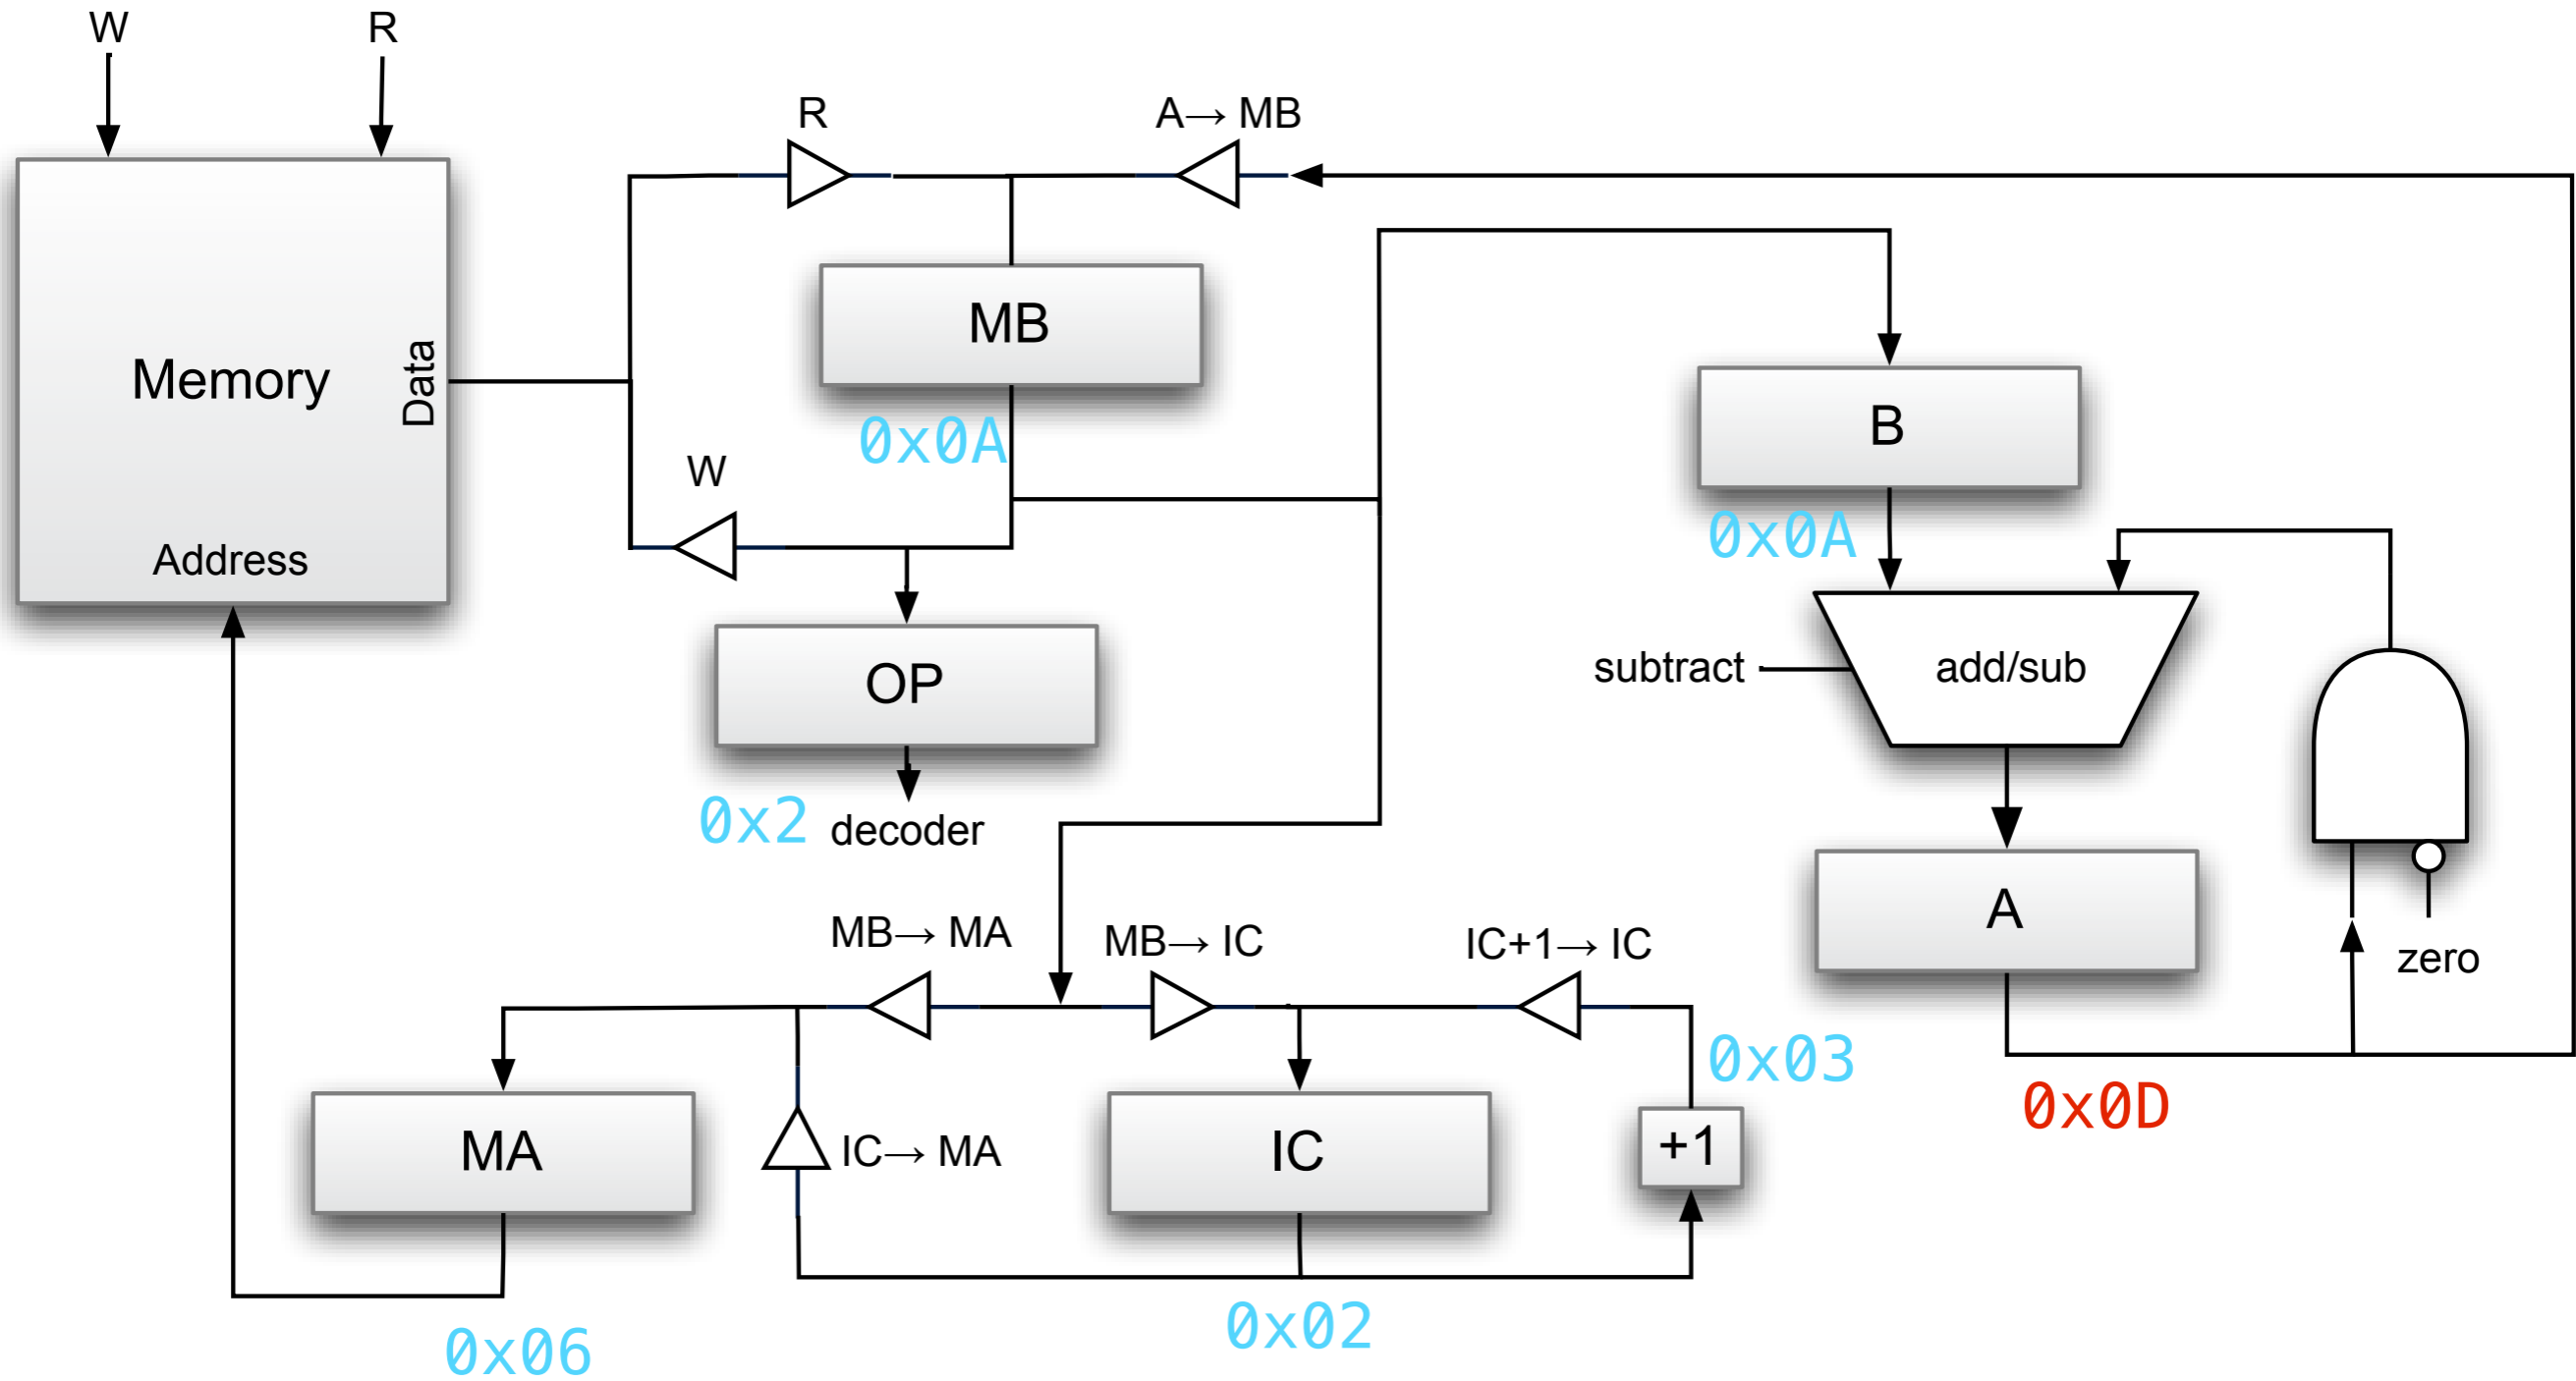 W
R
R
A→ MB
Memory
Data
Address
MB
0x0A
W
B
0x0A
OP
0x2
decoder
subtract
add/sub
A
zero
0x0D
MB→ MA
MB→ IC
IC+1→ IC
0x03
MA
IC→ MA
IC
+1
0x06
0x02